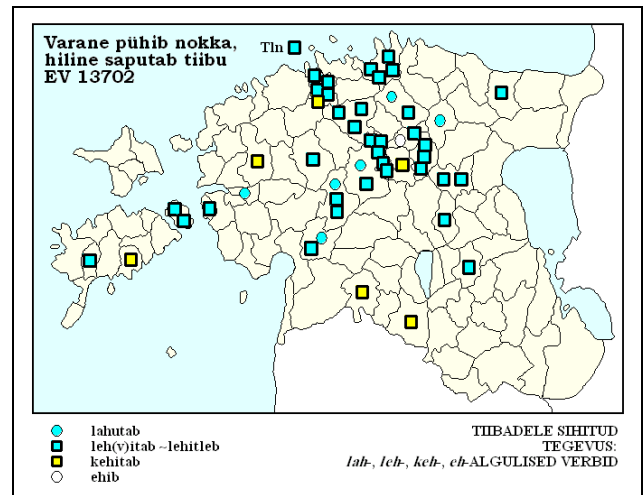 Varane pühib nokka,
hiline saputab tiibu
EV 13702
Tln
lahutab
leh(v)itab ~lehitleb
kehitab
ehib
TIIBADELE SIHITUD
TEGEVUS:
lah-, leh-, keh-, eh-ALGULISED VERBID